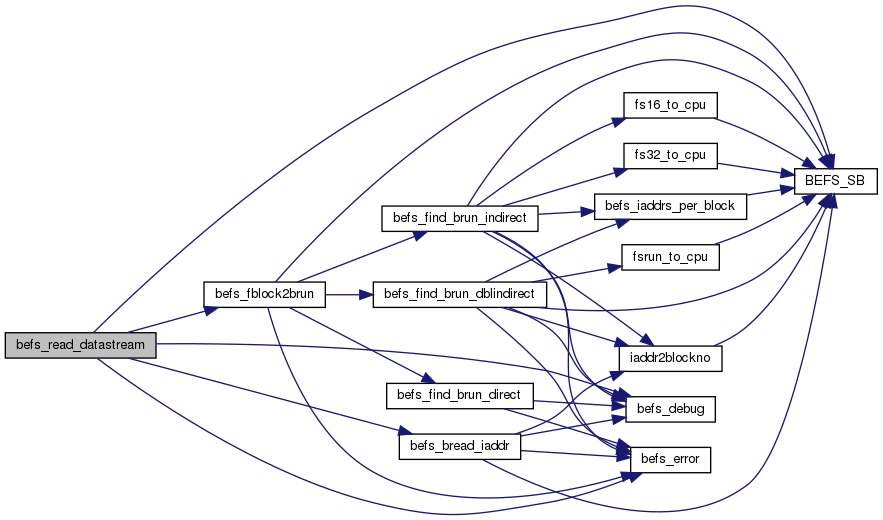 fs16_to_cpu
fs32_to_cpu
BEFS_SB
befs_iaddrs_per_block
befs_find_brun_indirect
fsrun_to_cpu
befs_fblock2brun
befs_find_brun_dblindirect
befs_read_datastream
iaddr2blockno
befs_find_brun_direct
befs_debug
befs_bread_iaddr
befs_error